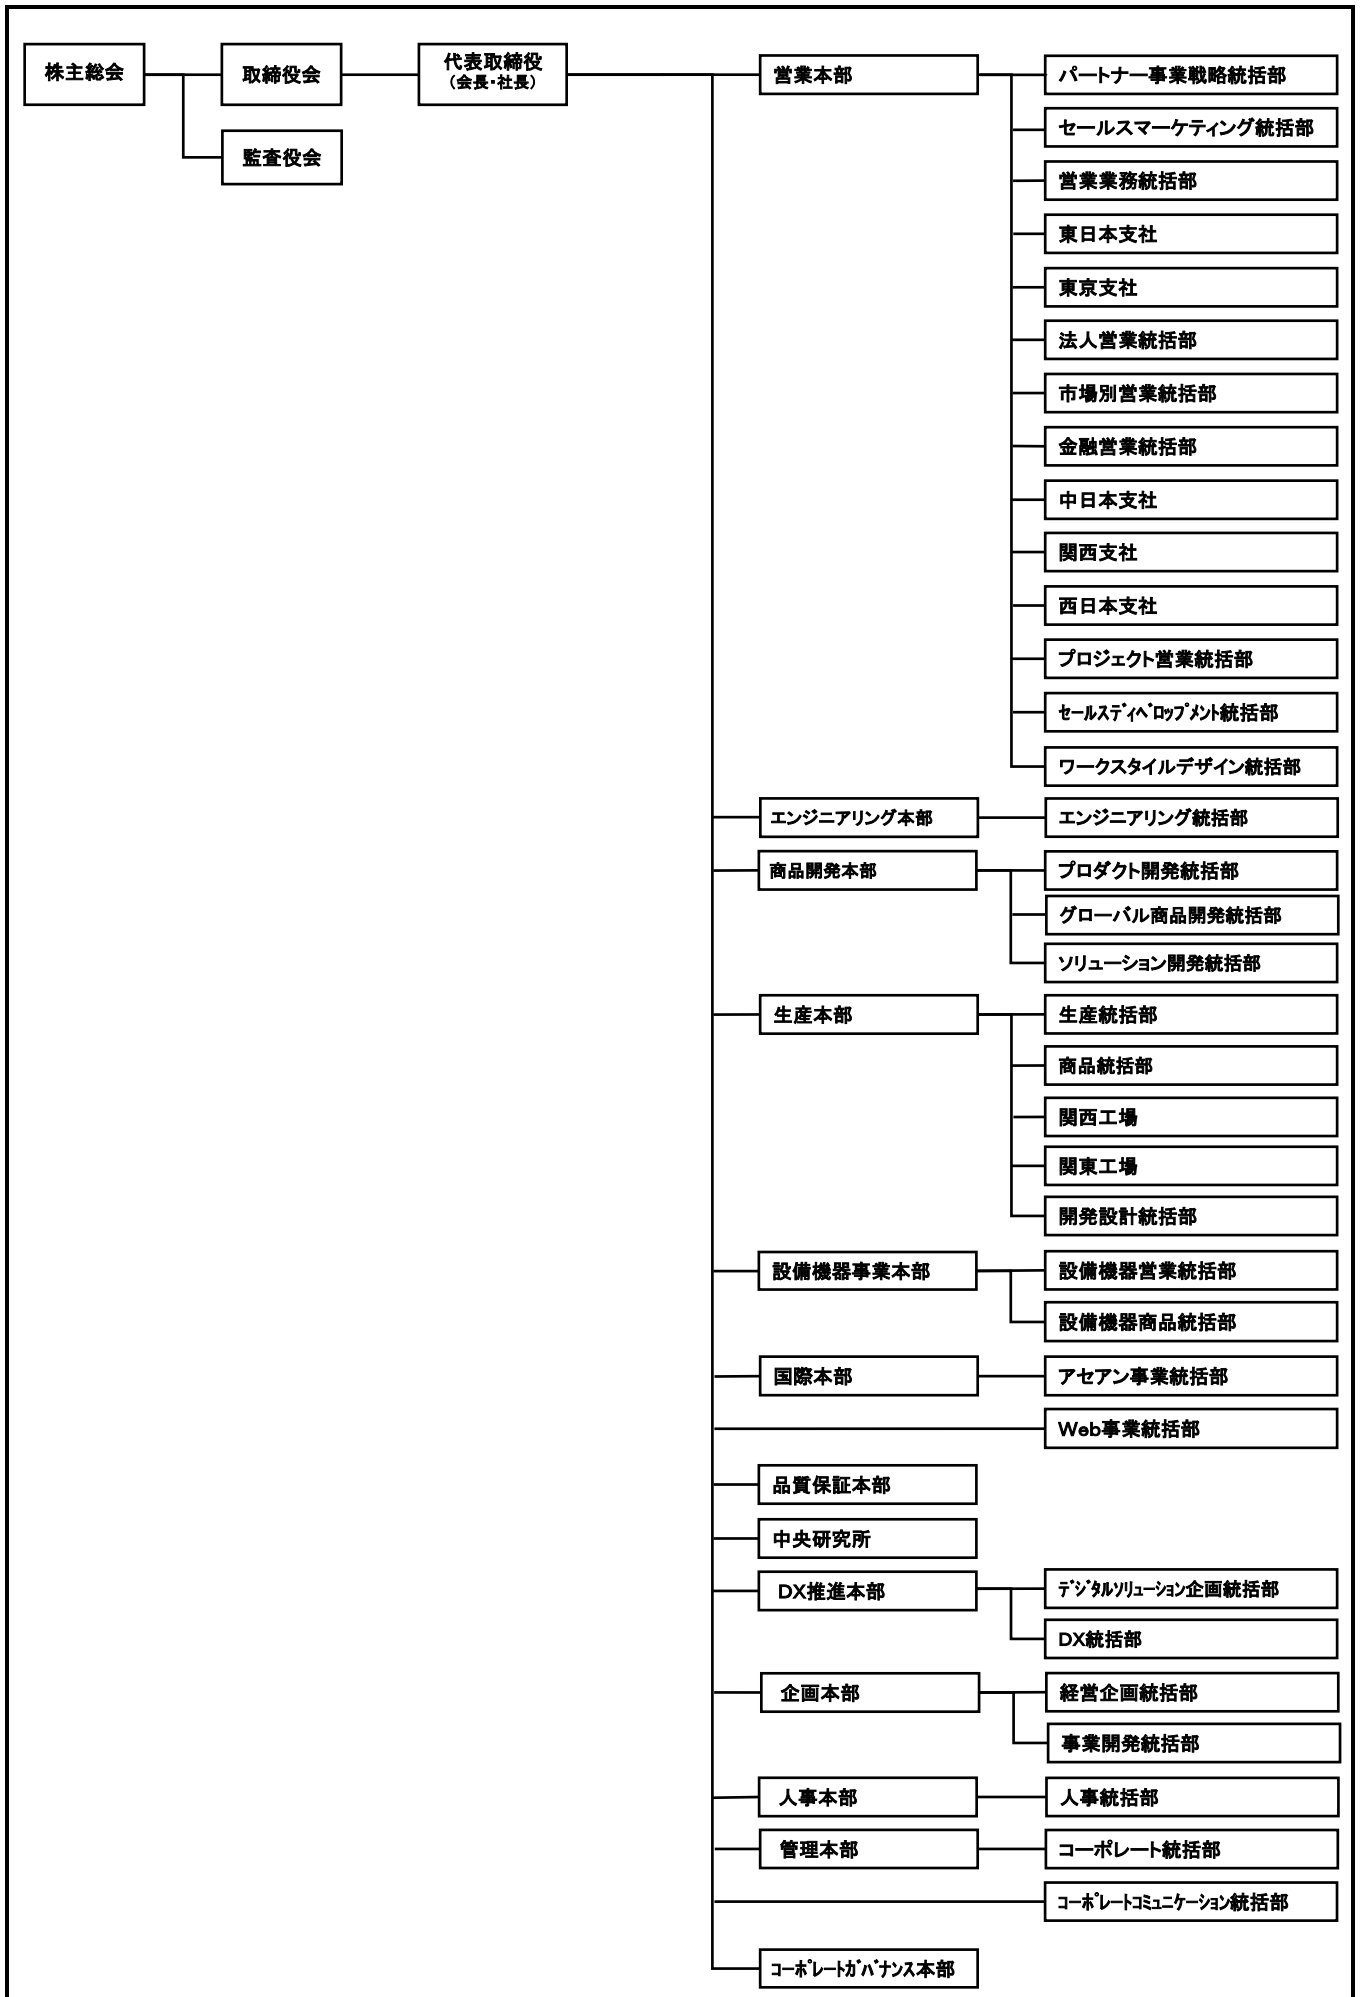 株主総会
取締役会
代表取締役
（会長・社長）
監査役会
営業本部
パートナー事業戦略統括部
セールスマーケティング統括部
営業業務統括部
東日本支社
東京支社
法人営業統括部
市場別営業統括部
金融営業統括部
中日本支社
関西支社
西日本支社
プロジェクト営業統括部
ｾｰﾙｽﾃﾞｨﾍﾞﾛｯﾌﾟﾒﾝﾄ統括部
ワークスタイルデザイン統括部
エンジニアリング本部
エンジニアリング統括部
商品開発本部
プロダクト開発統括部
グローバル商品開発統括部
ソリューション開発統括部
生産本部
生産統括部
商品統括部
関西工場
関東工場
開発設計統括部
設備機器事業本部
設備機器営業統括部
設備機器商品統括部
国際本部
アセアン事業統括部
Web事業統括部
品質保証本部
中央研究所
DX推進本部
ﾃﾞｼﾞﾀﾙｿﾘｭｰｼｮﾝ企画統括部
DX統括部
企画本部
経営企画統括部
事業開発統括部
人事本部
人事統括部
管理本部
コーポレート統括部
ｺｰﾎﾟﾚｰﾄｺﾐｭﾆｹｰｼｮﾝ統括部
ｺｰﾎﾟﾚｰﾄｶﾞﾊﾞﾅﾝｽ本部